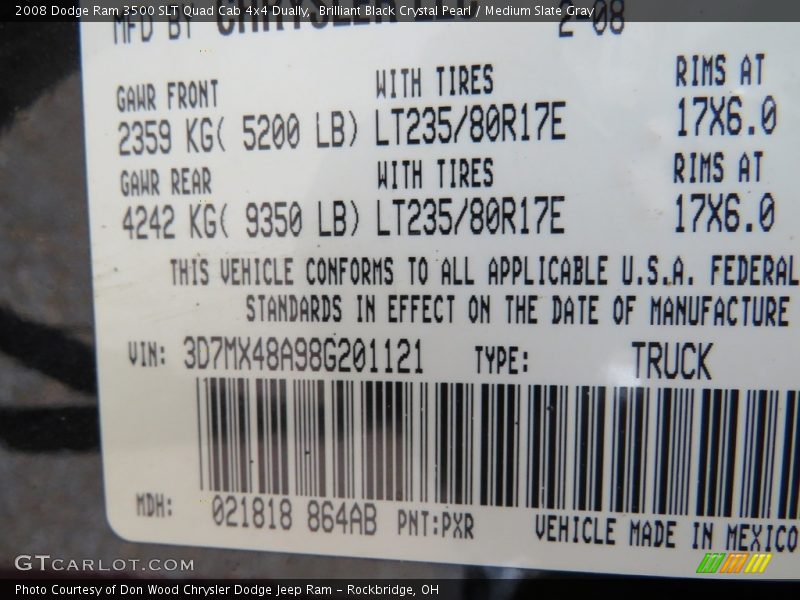 2008 Dodge Ram 3500 SLT Quad Cab 4x4 Dually, Brilliant Black Crystal Pearl / Medium Slate Gray
MFD BY CHRYSLER LLC 2-08
GAWR FRONT WITH TIRES RIMS AT
2359 KG( 5200 LB) LT235/80R17E 17X6.0
GAWR REAR WITH TIRES RIMS AT
4242 KG( 9350 LB) LT235/80R17E 17X6.0
THIS VEHICLE CONFORMS TO ALL APPLICABLE U.S.A. FEDERAL
STANDARDS IN EFFECT ON THE DATE OF MANUFACTURE
VIN: 3D7MX48A98G201121 TYPE: TRUCK
MDH: 021818 864AB PNT:PXR VEHICLE MADE IN MEXICO
GTCARLOT.COM
Photo Courtesy of Don Wood Chrysler Dodge Jeep Ram - Rockbridge, OH